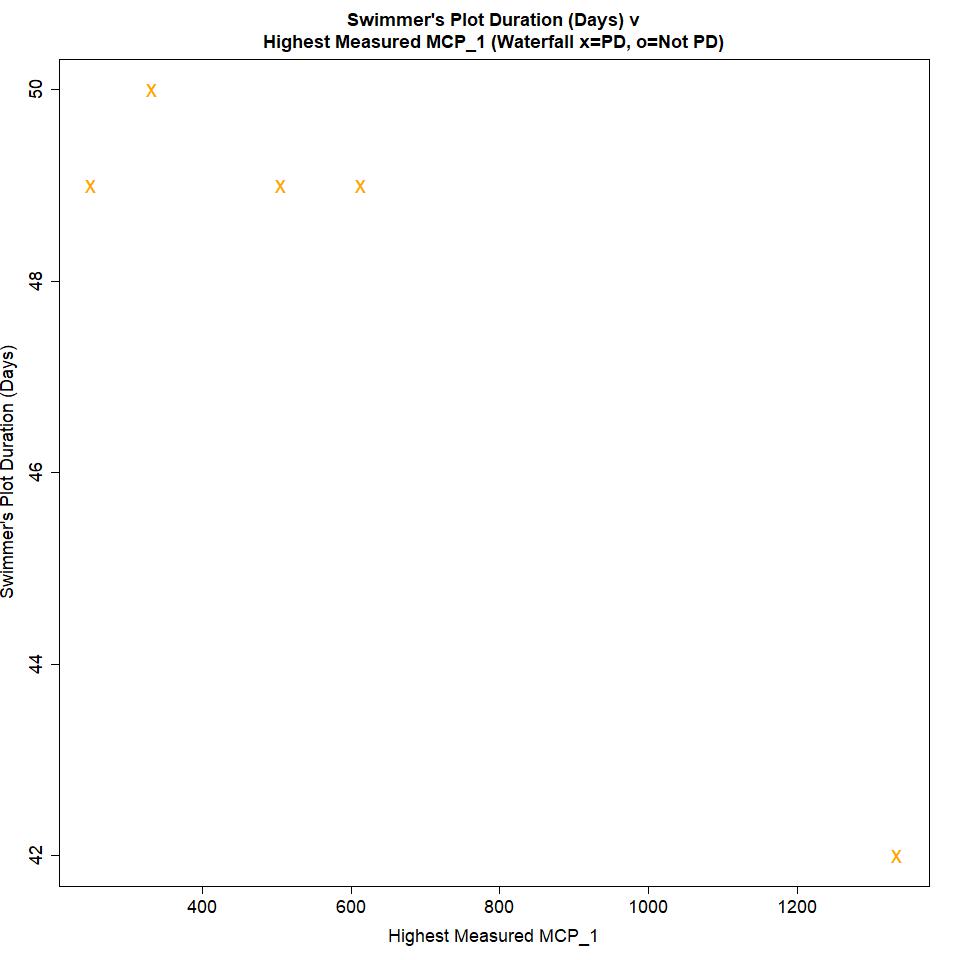 Swimmer's Plot Duration (Days) v
Highest Measured MCP_1 (Waterfall x=PD, o=Not PD)
Swimmer's Plot Duration (Days)
50
48
46
44
42
X
X
X
X
X
400
600
800
1000
1200
Highest Measured MCP_1